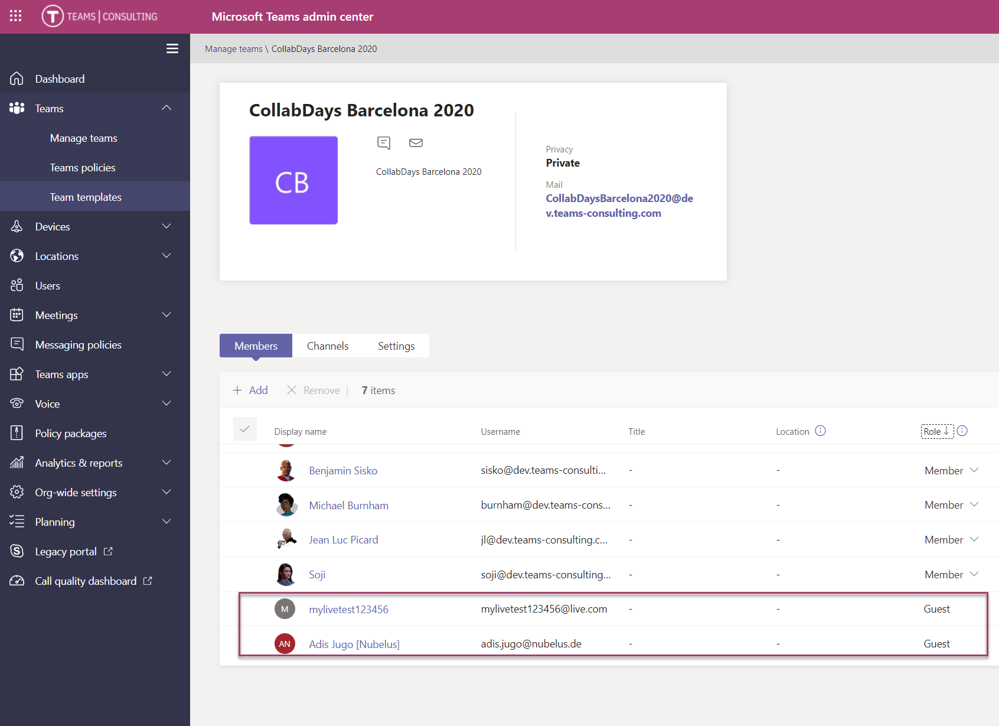 T TEAMS | CONSULTING
Microsoft Teams admin center
Manage teams \ CollabDays Barcelona 2020
Dashboard
Teams
Manage teams
Teams policies
Team templates
Devices
Locations
Users
Meetings
Messaging policies
Teams apps
Voice
Policy packages
Analytics & reports
Org-wide settings
Planning
Legacy portal
Call quality dashboard
CollabDays Barcelona 2020
CB
CollabDays Barcelona 2020
Privacy
Private
Mail
CollabDaysBarcelona2020@de
v.teams-consulting.com
Members Channels Settings
+ Add Remove | 7 items
Display name Username Title Location Role ↓
Benjamin Sisko sisko@dev.teams-consulti... - - Member
Michael Burnham burnham@dev.teams-cons... - - Member
Jean Luc Picard jl@dev.teams-consulting.c... - - Member
Soji soji@dev.teams-consulting... - - Member
M mylivetest123456 mylivetest123456@live.com - - Guest
AN Adis Jugo [Nubelus] adis.jugo@nubelus.de - - Guest